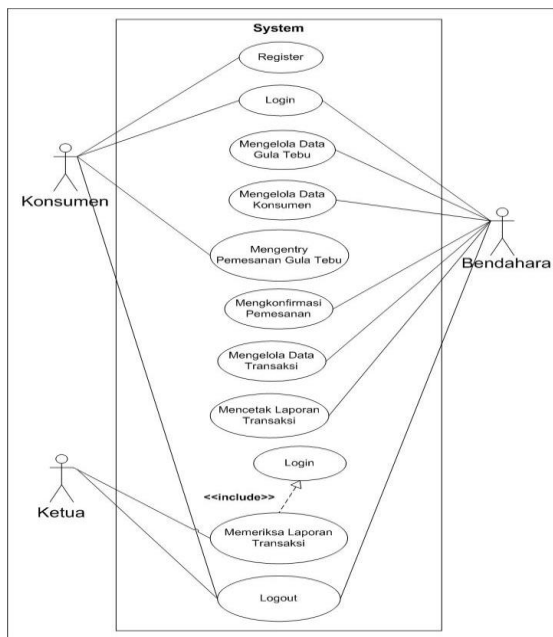 System
Register
Login
Konsumen
Mengelola Data
Gula Tebu
Mengelola Data
Konsumen
Bendahara
Mengentry
Pemesanan Gula Tebu
Mengkonfirmasi
Pemesanan
Mengelola Data
Transaksi
Mencetak Laporan
Transaksi
Login
<<include>>
Ketua
Memeriksa Laporan
Transaksi
Logout